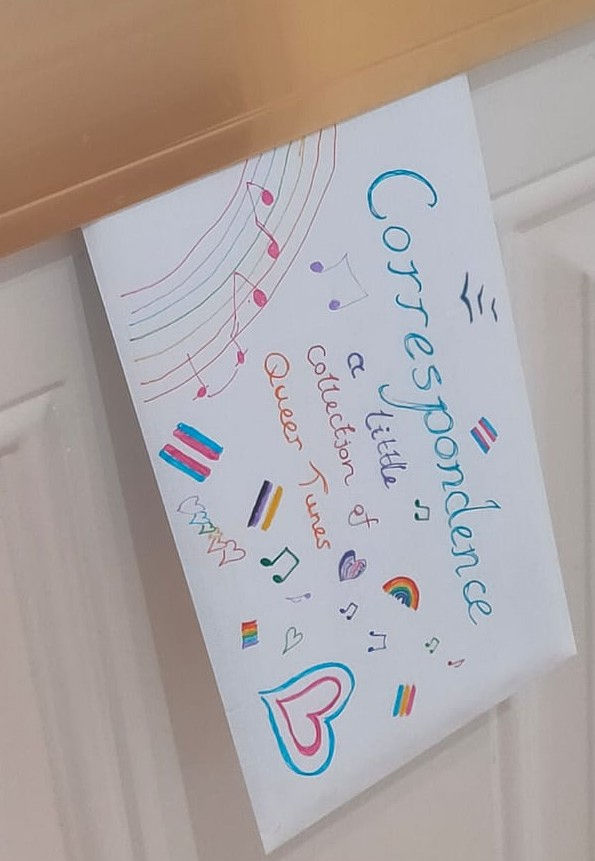 Correspondence
a little
collection of
Queer Tunes